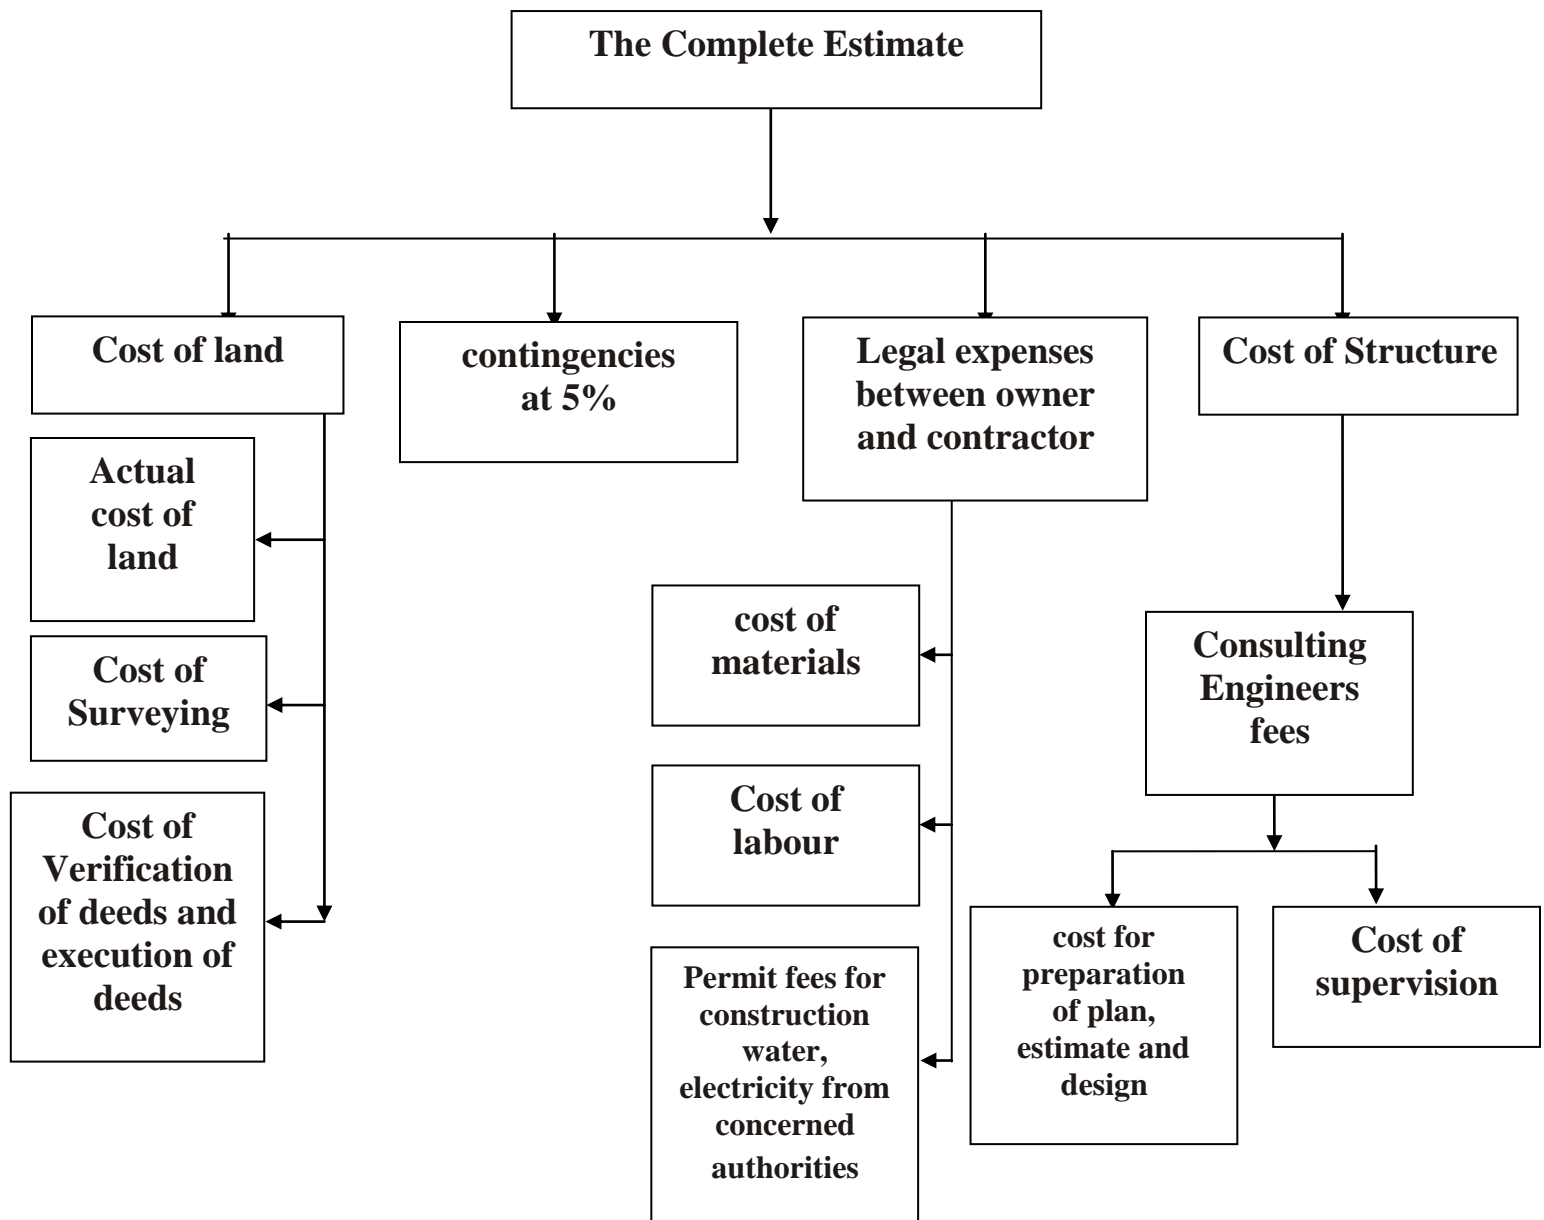 The Complete Estimate
Cost of land
contingencies
at 5%
Legal expenses
between owner
and contractor
Cost of Structure
Actual
cost of
land
Cost of
Surveying
Cost of
Verification
of deeds and
execution of
deeds
cost of
materials
Cost of
labour
Permit fees for
construction
water,
electricity from
concerned
authorities
Consulting
Engineers
fees
cost for
preparation
of plan,
estimate and
design
Cost of
supervision